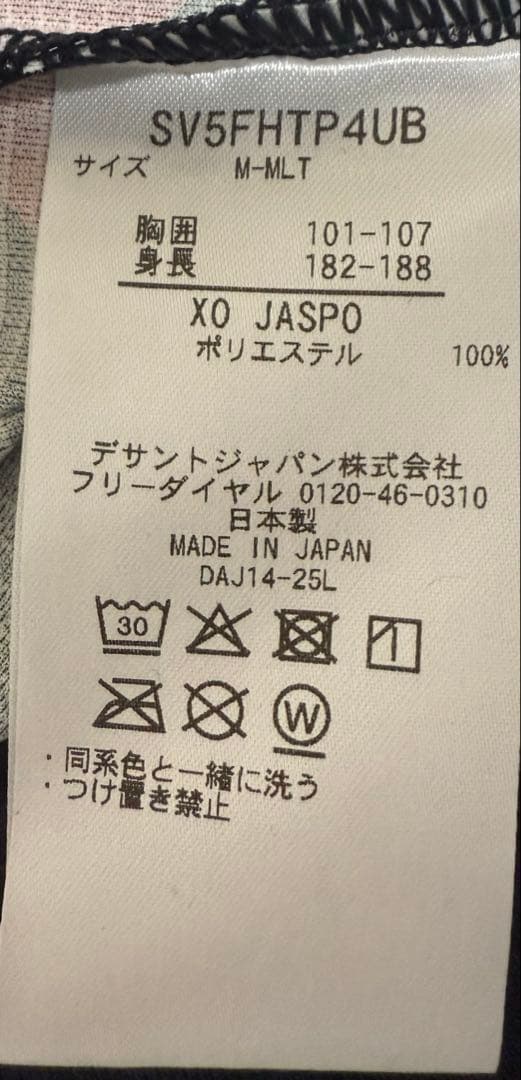 SV5FHTP4UB
サイズ M-MLT
胸囲 101-107
身長 182-188
XO JASPO
ポリエステル 100%
デサントジャパン株式会社
フリーダイヤル 0120-46-0310
日本製
MADE IN JAPAN
DAJ14-25L
30
W
・同系色と一緒に洗う
・つけ置き禁止